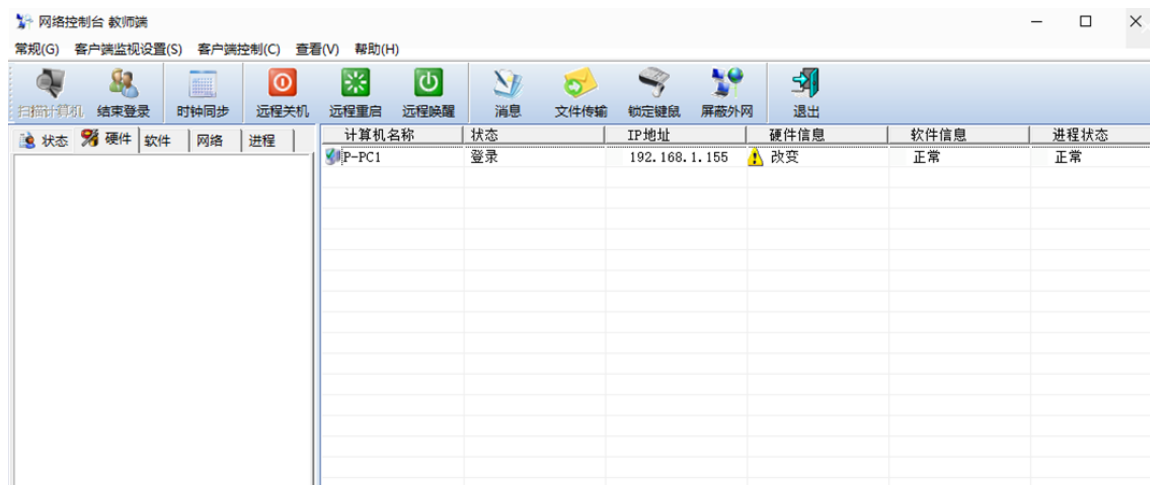 网络控制台 教师端
常规(G) 客户端监视设置(S) 客户端控制(C) 查看(V) 帮助(H)
扫描计算机 结束登录 时钟同步 远程关机 远程重启 远程唤醒 消息 文件传输 锁定键鼠 屏蔽外网 退出
状态 硬件 软件 网络 进程
计算机名称 状态 IP地址 硬件信息 软件信息 进程状态
P-PC1 登录 192.168.1.155 改变 正常 正常